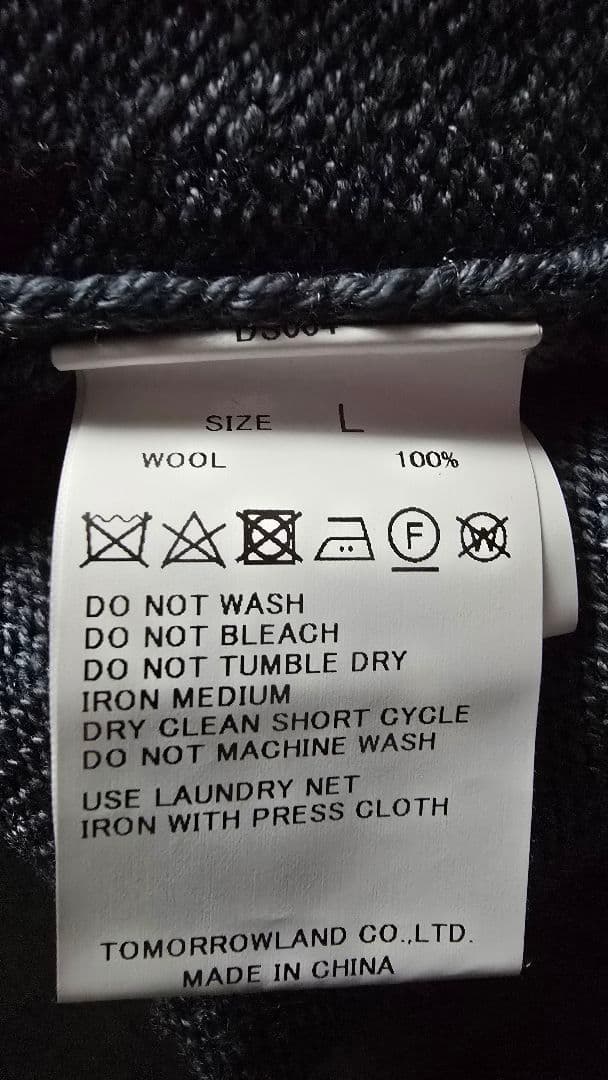 SIZE L
WOOL 100%
F W
DO NOT WASH
DO NOT BLEACH
DO NOT TUMBLE DRY
IRON MEDIUM
DRY CLEAN SHORT CYCLE
DO NOT MACHINE WASH
USE LAUNDRY NET
IRON WITH PRESS CLOTH
TOMORROWLAND CO.,LTD.
MADE IN CHINA